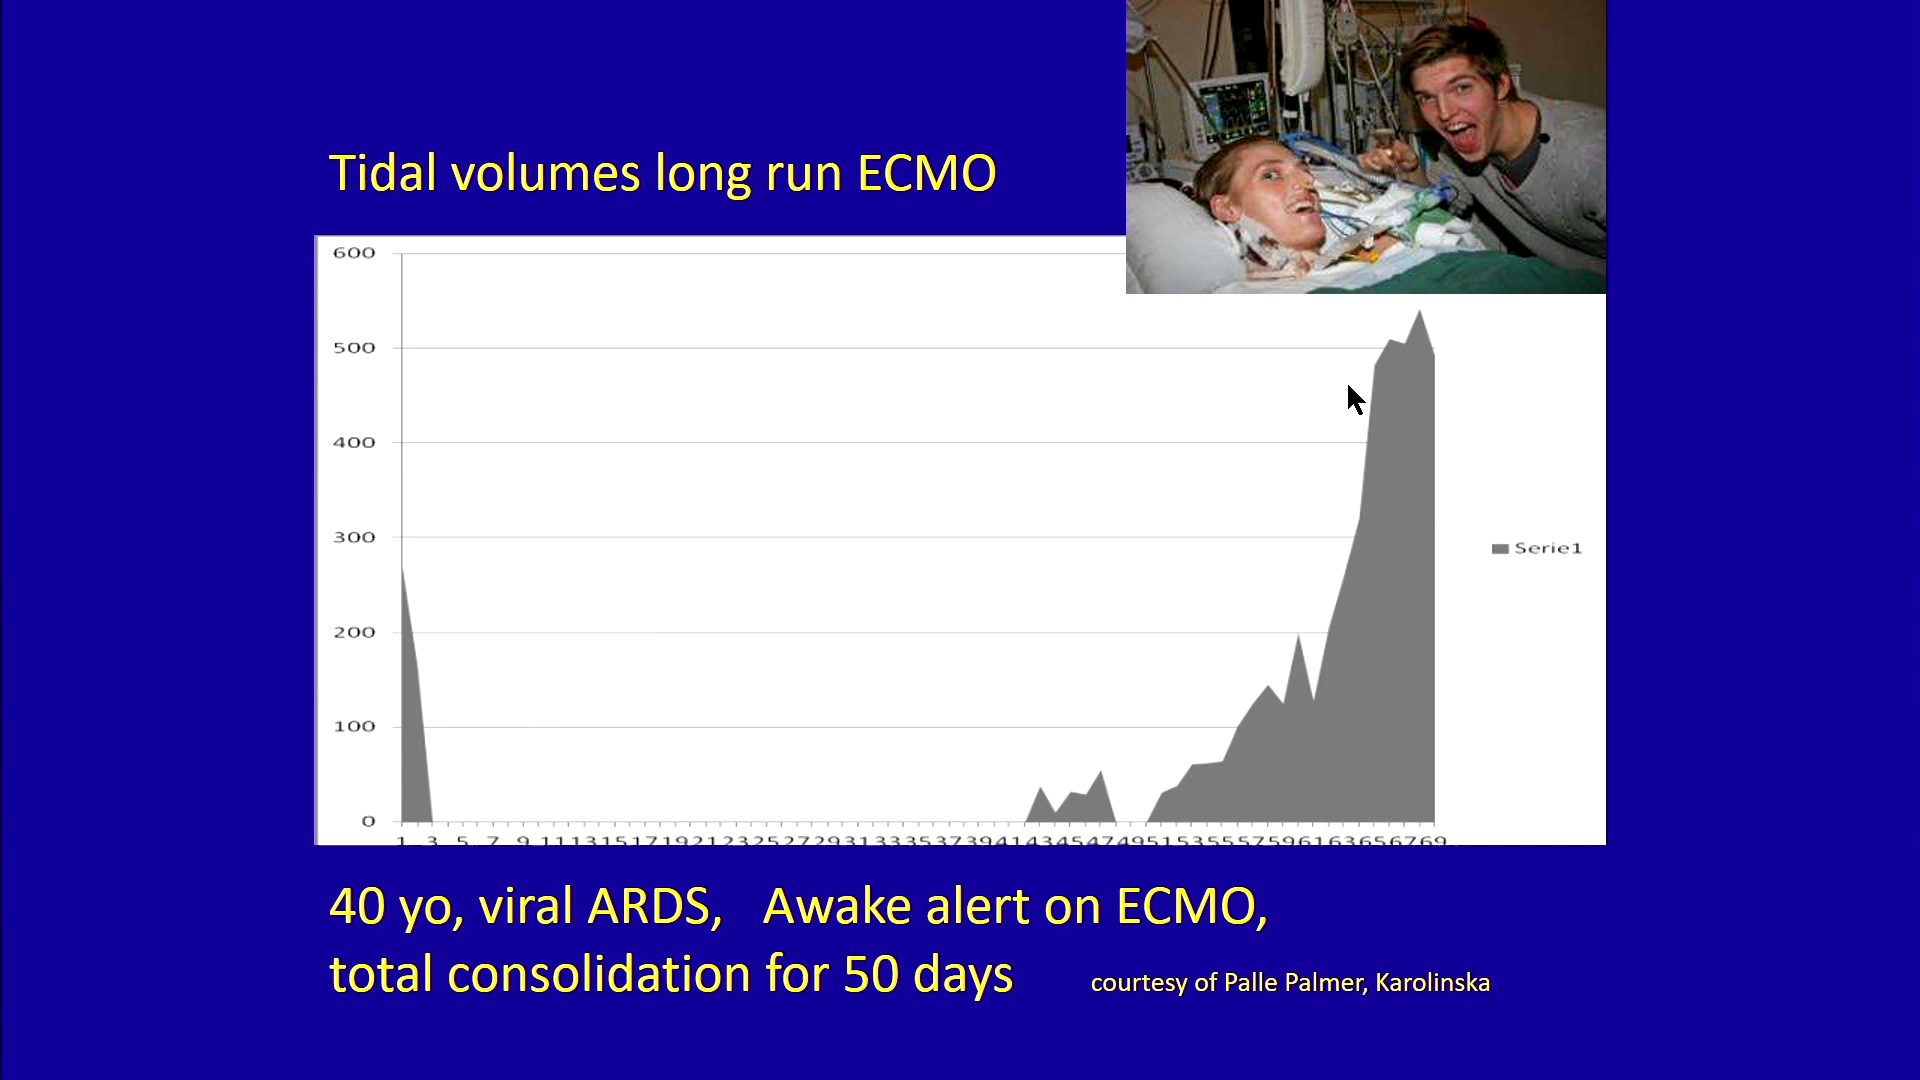 Tidal volumes long run ECMO
600
500
400
300
200
100
0
1 3 5 7 9 11 13 15 17 19 21 23 25 27 29 31 33 35 37 39 41 43 45 47 49 51 53 55 57 59 61 63 65 67 69
Serie1
40 yo, viral ARDS, Awake alert on ECMO,
total consolidation for 50 days
courtesy of Palle Palmer, Karolinska